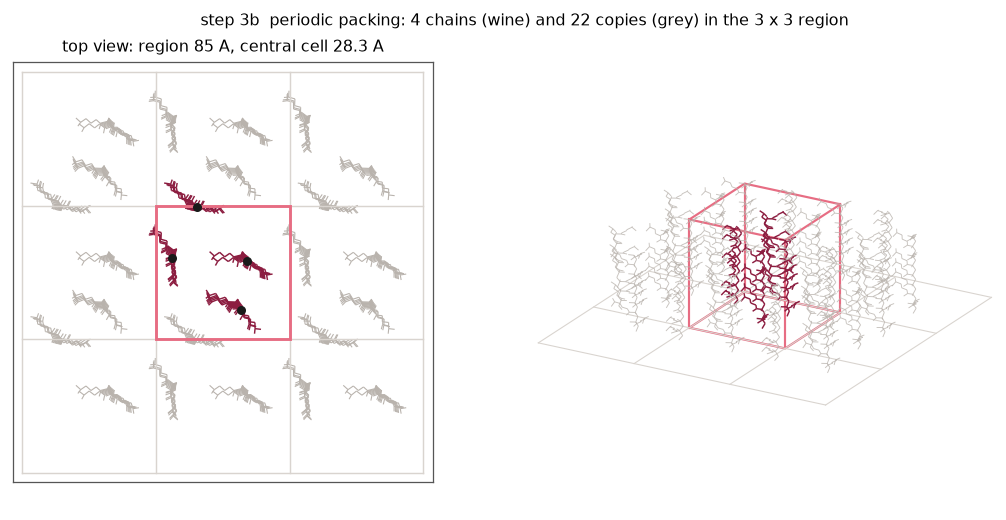 step 3b  periodic packing: 4 chains (wine) and 22 copies (grey) in the 3 x 3 region
top view: region 85 A, central cell 28.3 A